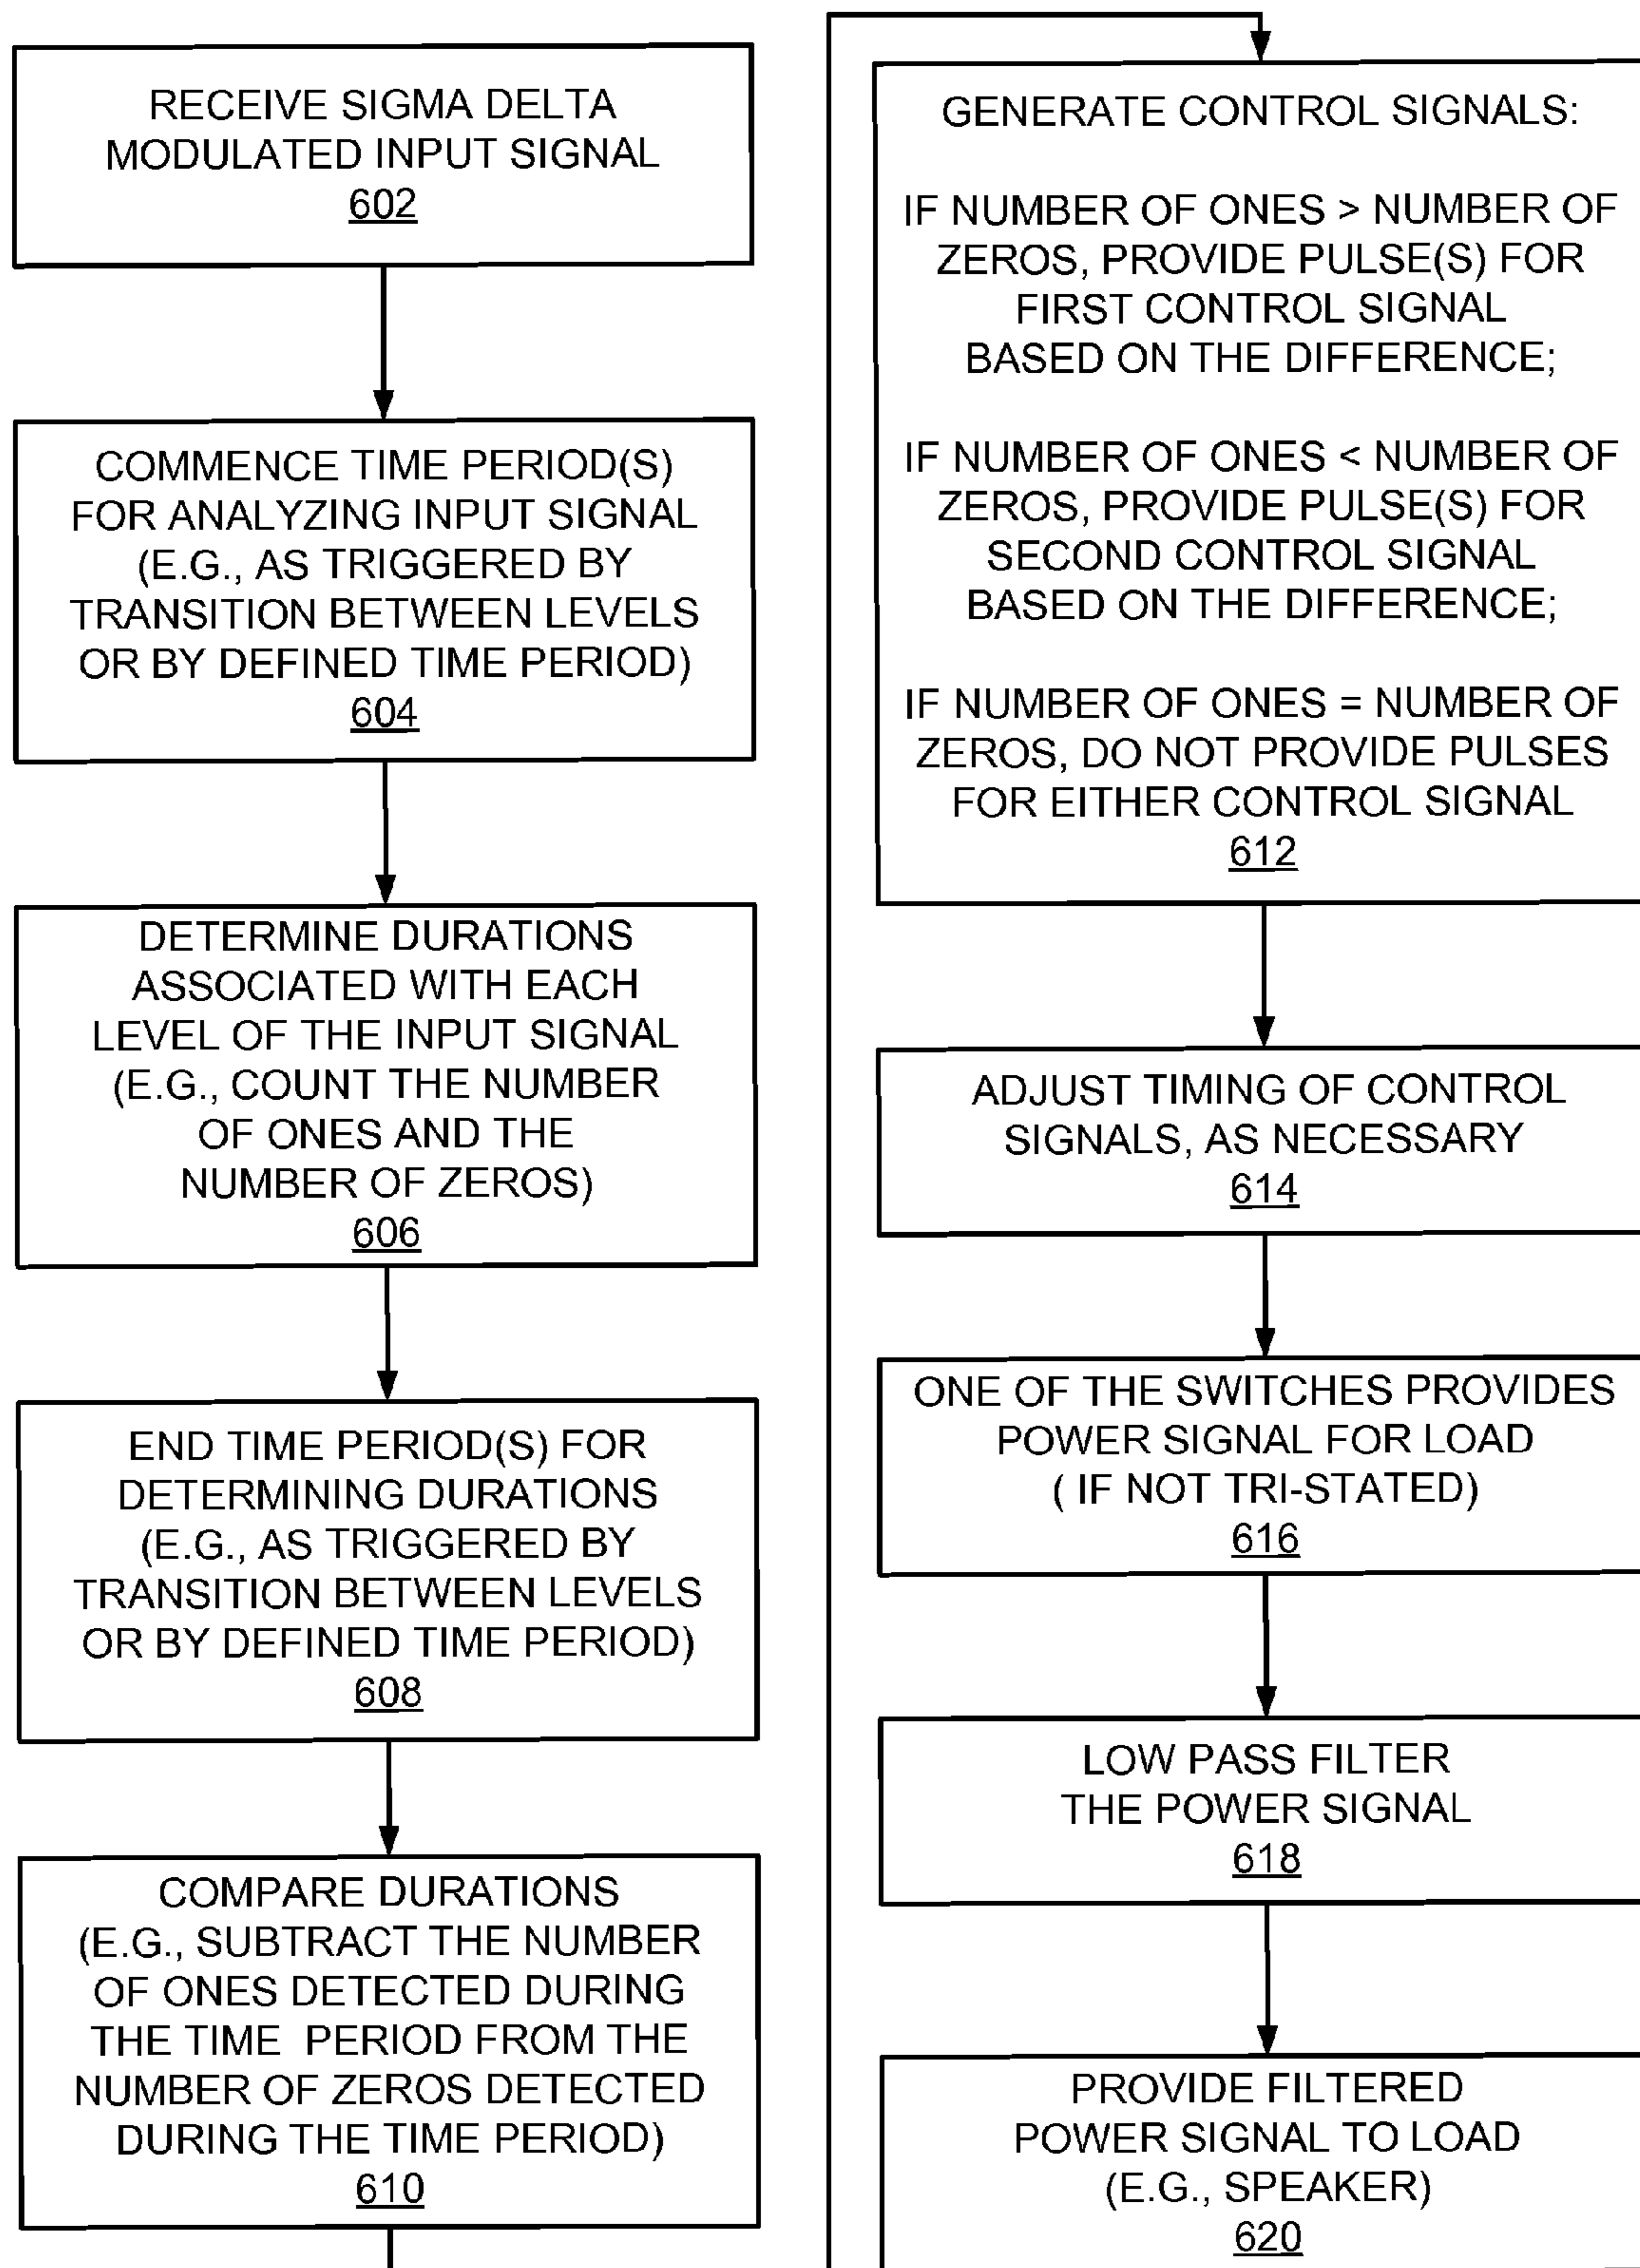 RECEIVE SIGMA DELTA
MODULATED INPUT SIGNAL
602
COMMENCE TIME PERIOD(S)
FOR ANALYZING INPUT SIGNAL
(E.G., AS TRIGGERED BY
TRANSITION BETWEEN LEVELS
OR BY DEFINED TIME PERIOD)
604
DETERMINE DURATIONS
ASSOCIATED WITH EACH
LEVEL OF THE INPUT SIGNAL
(E.G., COUNT THE NUMBER
OF ONES AND THE
NUMBER OF ZEROS)
606
END TIME PERIOD(S) FOR
DETERMINING DURATIONS
(E.G., AS TRIGGERED BY
TRANSITION BETWEEN LEVELS
OR BY DEFINED TIME PERIOD)
608
COMPARE DURATIONS
(E.G., SUBTRACT THE NUMBER
OF ONES DETECTED DURING
THE TIME PERIOD FROM THE
NUMBER OF ZEROS DETECTED
DURING THE TIME PERIOD)
610
GENERATE CONTROL SIGNALS:
IF NUMBER OF ONES > NUMBER OF
ZEROS, PROVIDE PULSE(S) FOR
FIRST CONTROL SIGNAL
BASED ON THE DIFFERENCE;
IF NUMBER OF ONES < NUMBER OF
ZEROS, PROVIDE PULSE(S) FOR
SECOND CONTROL SIGNAL
BASED ON THE DIFFERENCE;
IF NUMBER OF ONES = NUMBER OF
ZEROS, DO NOT PROVIDE PULSES
FOR EITHER CONTROL SIGNAL
612
ADJUST TIMING OF CONTROL
SIGNALS, AS NECESSARY
614
ONE OF THE SWITCHES PROVIDES
POWER SIGNAL FOR LOAD
( IF NOT TRI-STATED)
616
LOW PASS FILTER
THE POWER SIGNAL
618
PROVIDE FILTERED
POWER SIGNAL TO LOAD
(E.G., SPEAKER)
620